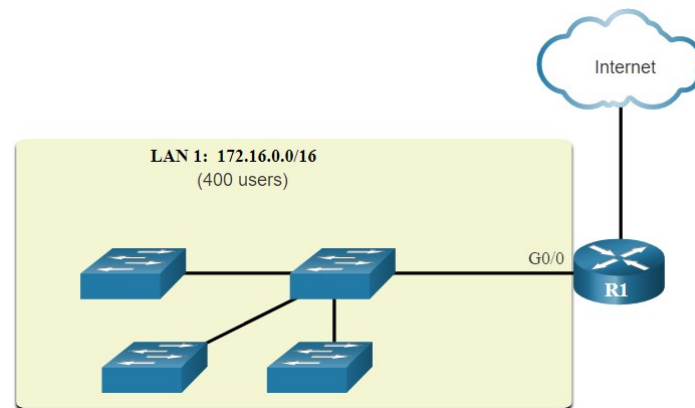 Internet
LAN 1: 172.16.0.0/16
(400 users)
G0/0
R1